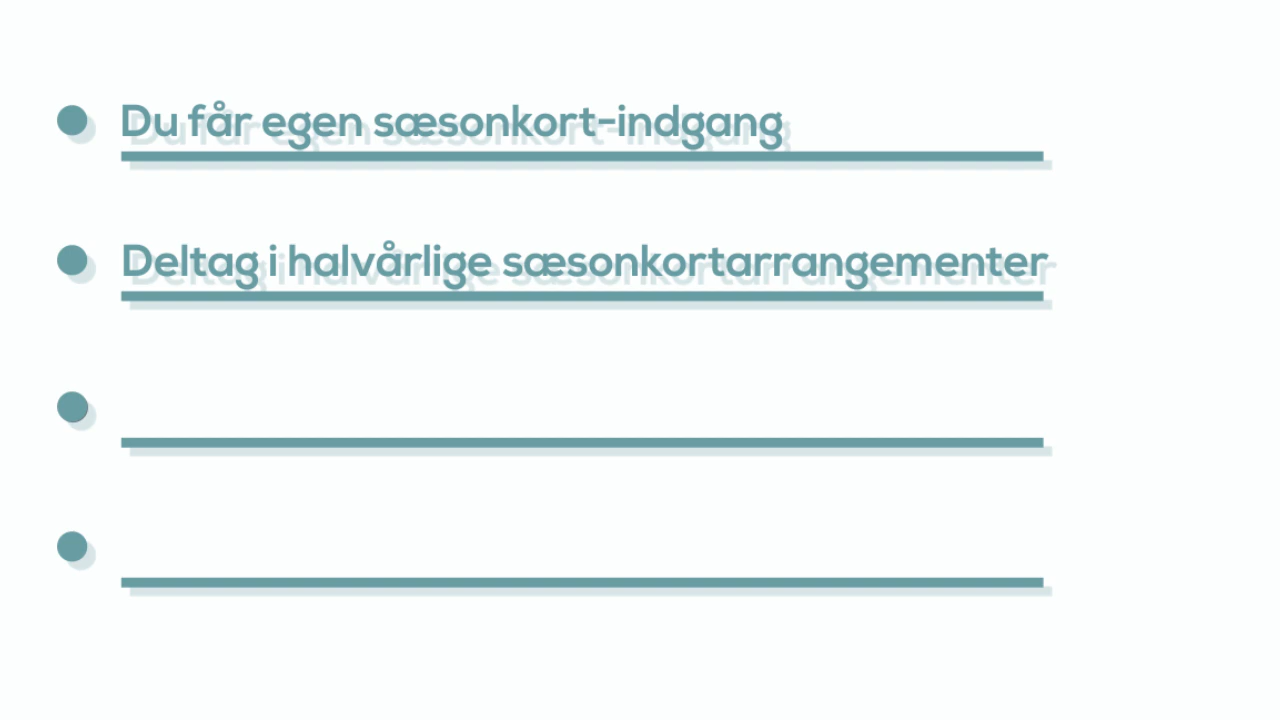 Du får egen sæsonkort-indgang
Deltag i halvårlige sæsonkortarrangementer